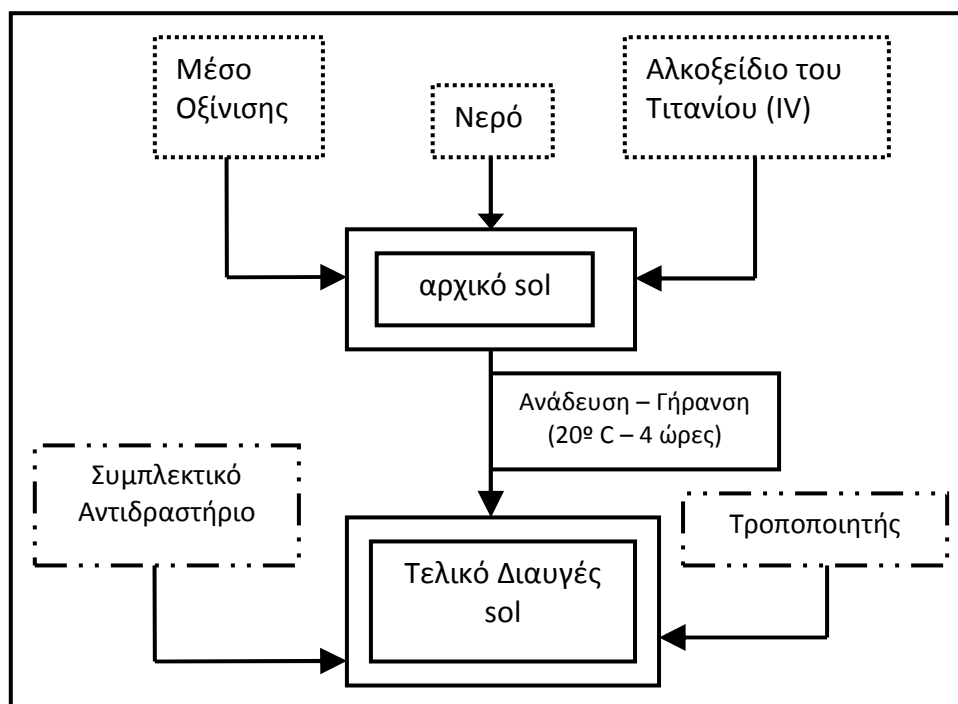 Μέσο
Οξίνισης
Νερό
Αλκοξείδιο του
Τιτανίου (IV)
αρχικό sol
Ανάδευση – Γήρανση
(20º C – 4 ώρες)
Συμπλεκτικό
Αντιδραστήριο
Τροποποιητής
Τελικό Διαυγές
sol